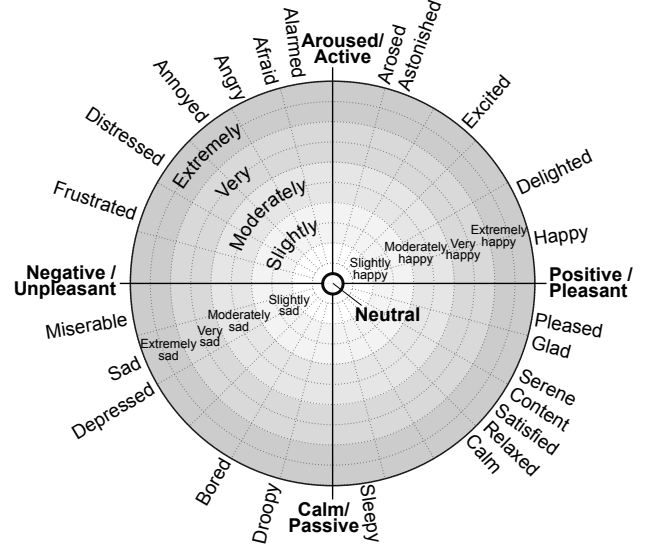 Alarmed
Aroused/
Active
Aroused
Astonished
Afraid
Angry
Annoyed
Excited
Distressed
Delighted
Frustrated
Happy
Extremely
Very
Moderately
Slightly
Extremely
happy
Very
happy
Moderately
happy
Slightly
happy
Negative /
Unpleasant
Positive /
Pleasant
Neutral
Slightly
sad
Moderately
sad
Very
sad
Extremely
sad
Miserable
Sad
Depressed
Pleased
Glad
Serene
Content
Satisfied
Relaxed
Calm
Bored
Droopy
Calm/
Passive
Sleepy